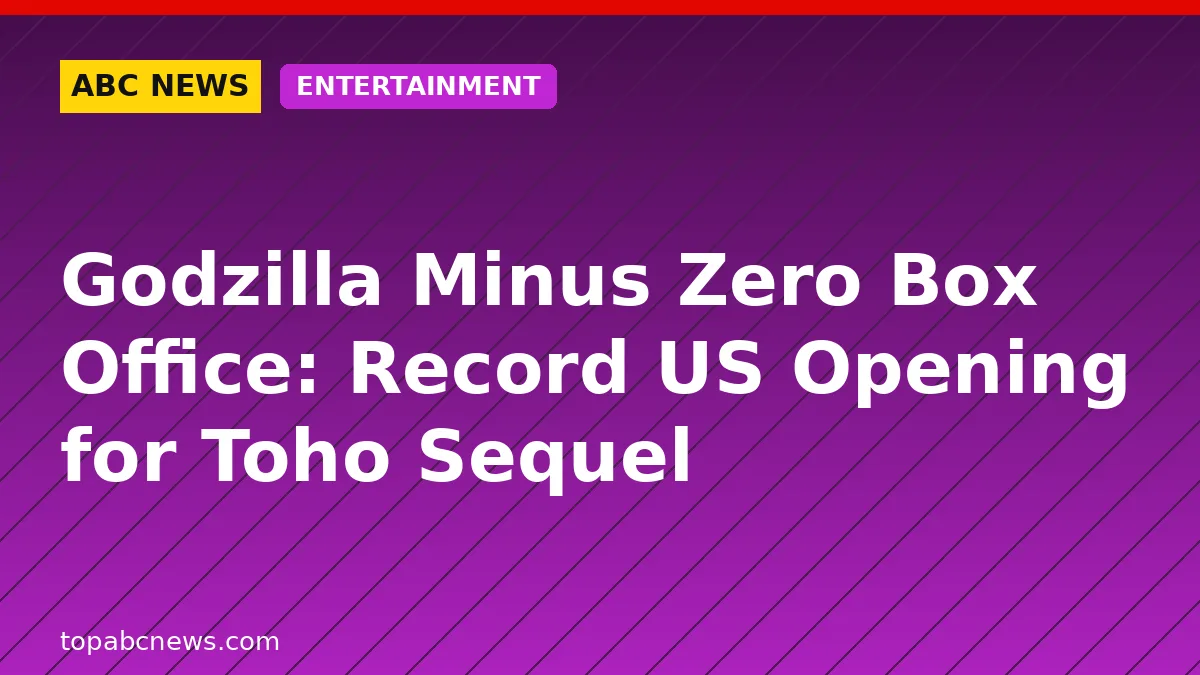 ABC NEWS
ENTERTAINMENT
Godzilla Minus Zero Box
Office: Record US Opening
for Toho Sequel
topabcnews.com